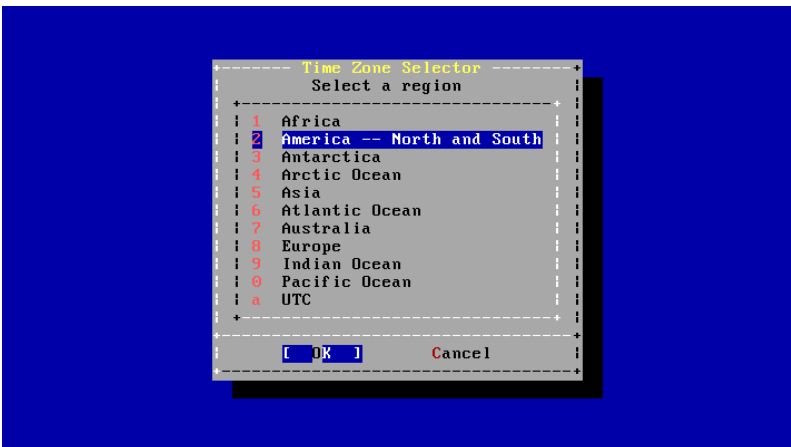 Time Zone Selector
Select a region
1 Africa
2 America -- North and South
3 Antarctica
4 Arctic Ocean
5 Asia
6 Atlantic Ocean
7 Australia
8 Europe
9 Indian Ocean
0 Pacific Ocean
a UTC
[ OK ] Cancel